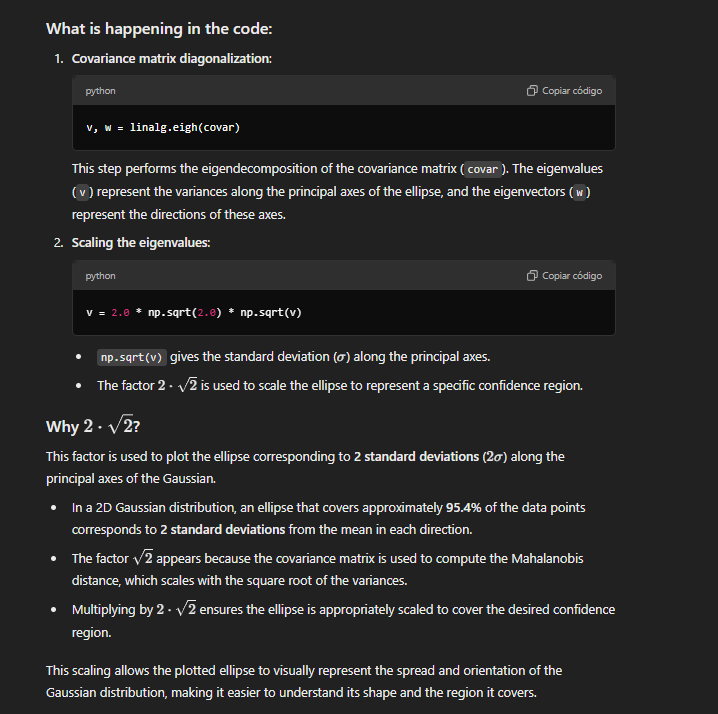 What is happening in the code:
1. Covariance matrix diagonalization:
python
Copiar código
v, w = linalg.eigh(covar)
This step performs the eigendecomposition of the covariance matrix ( covar ). The eigenvalues
( v ) represent the variances along the principal axes of the ellipse, and the eigenvectors ( w )
represent the directions of these axes.
2. Scaling the eigenvalues:
python
Copiar código
v = 2.0 * np.sqrt(2.0) * np.sqrt(v)
• np.sqrt(v) gives the standard deviation (σ) along the principal axes.
• The factor 2 · √2 is used to scale the ellipse to represent a specific confidence region.
Why 2 · √2?
This factor is used to plot the ellipse corresponding to 2 standard deviations (2σ) along the
principal axes of the Gaussian.
• In a 2D Gaussian distribution, an ellipse that covers approximately 95.4% of the data points
corresponds to 2 standard deviations from the mean in each direction.
• The factor √2 appears because the covariance matrix is used to compute the Mahalanobis
distance, which scales with the square root of the variances.
• Multiplying by 2 · √2 ensures the ellipse is appropriately scaled to cover the desired confidence
region.
This scaling allows the plotted ellipse to visually represent the spread and orientation of the
Gaussian distribution, making it easier to understand its shape and the region it covers.